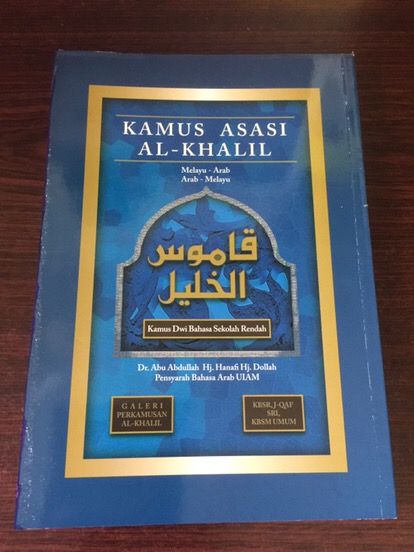 KAMUS ASASI
AL-KHALIL
Melayu - Arab
Arab - Melayu
قاموس
الخليل
Kamus Dwi Bahasa Sekolah Rendah
Dr. Abu Abdullah Hj. Hanafi Hj. Dollah
Pensyarah Bahasa Arab UIAM
GALERI
PERKAMUSAN
AL-KHALIL
KBSR, J-QAF
SRI,
KBSM UMUM